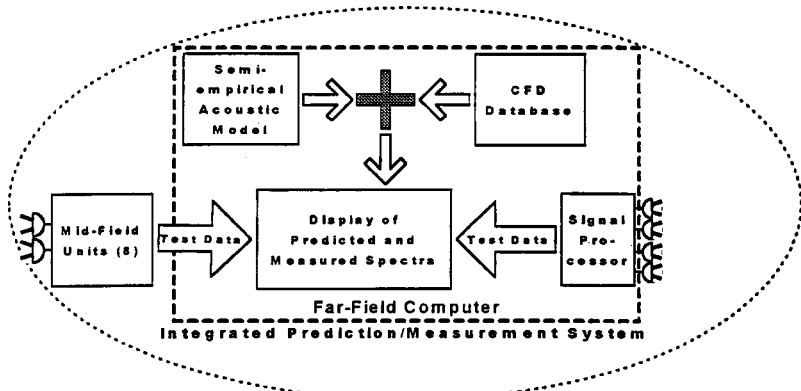 Semi-
empirical
Acoustic
Model
CFD
Database
Mid-Field
Units (8)
Test Data
Display of
Predicted and
Measured Spectra
Test Data
Signal
Pro-
cessor
Far-Field Computer
Integrated Prediction/Measurement System